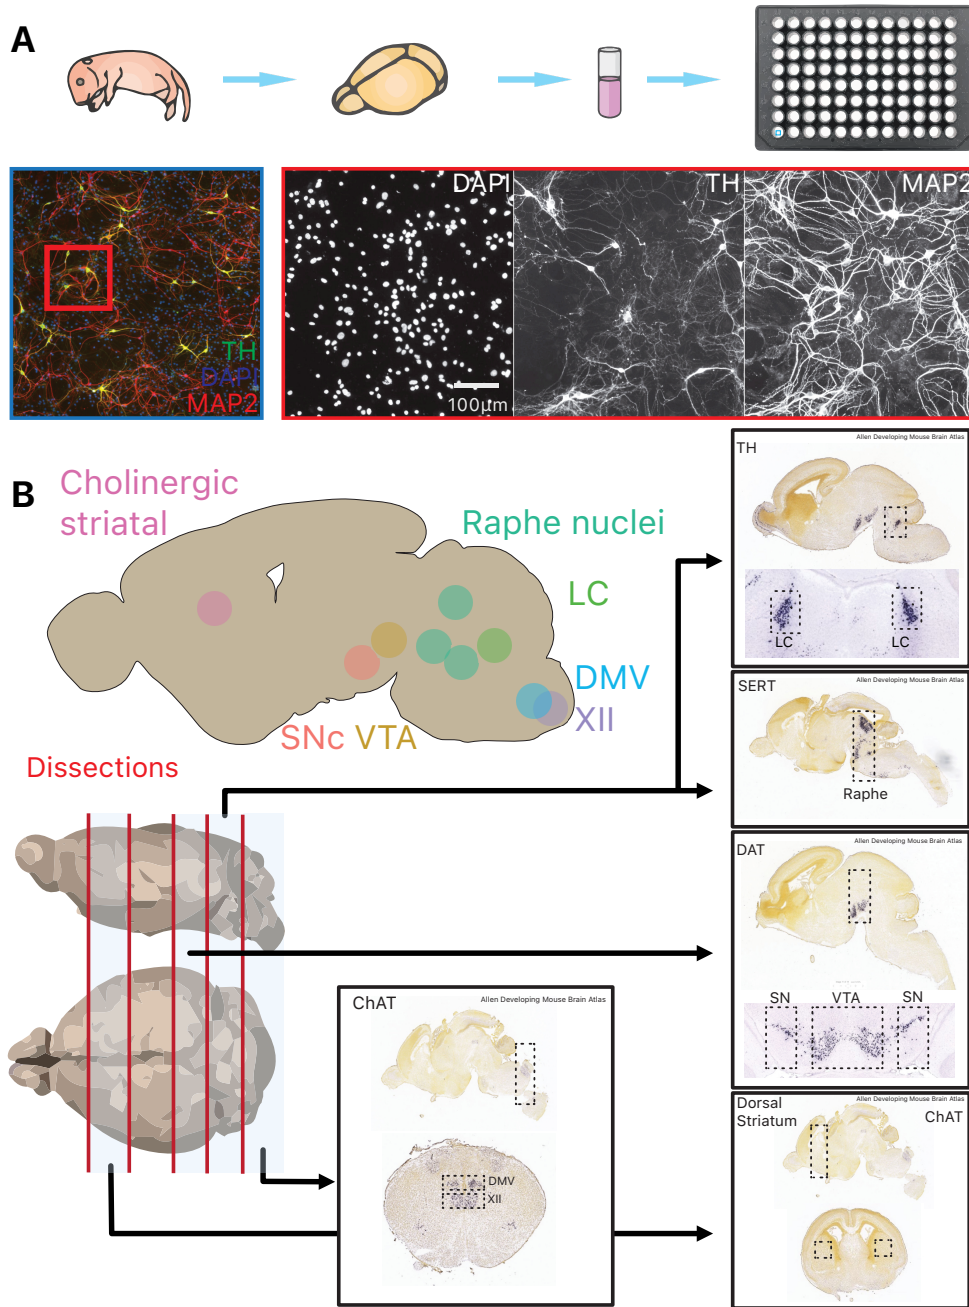 A
DAPI
TH
MAP2
TH
DAPI
MAP2
100µm
B
Cholinergic
striatal
Raphe nuclei
LC
DMV
XII
SNc VTA
Dissections
Allen Developing Mouse Brain Atlas
TH
LC
LC
Allen Developing Mouse Brain Atlas
SERT
Raphe
Allen Developing Mouse Brain Atlas
DAT
SN
VTA
SN
ChAT
Allen Developing Mouse Brain Atlas
DMV
XII
Allen Developing Mouse Brain Atlas
Dorsal
Striatum
ChAT